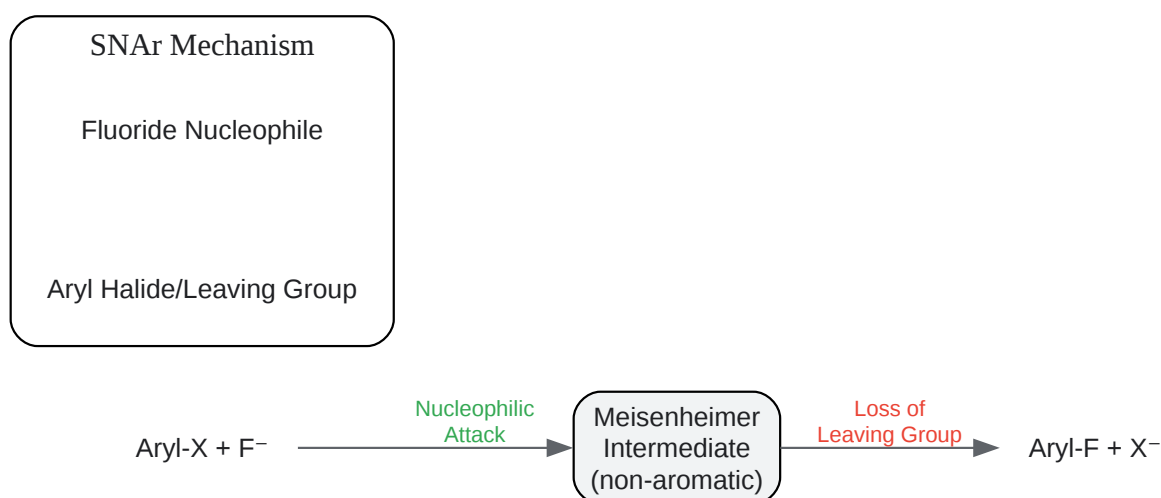 SNAr Mechanism
Fluoride Nucleophile
Aryl Halide/Leaving Group
Aryl-X + F⁻
Nucleophilic
Attack
Meisenheimer
Intermediate
(non-aromatic)
Loss of
Leaving Group
Aryl-F + X⁻